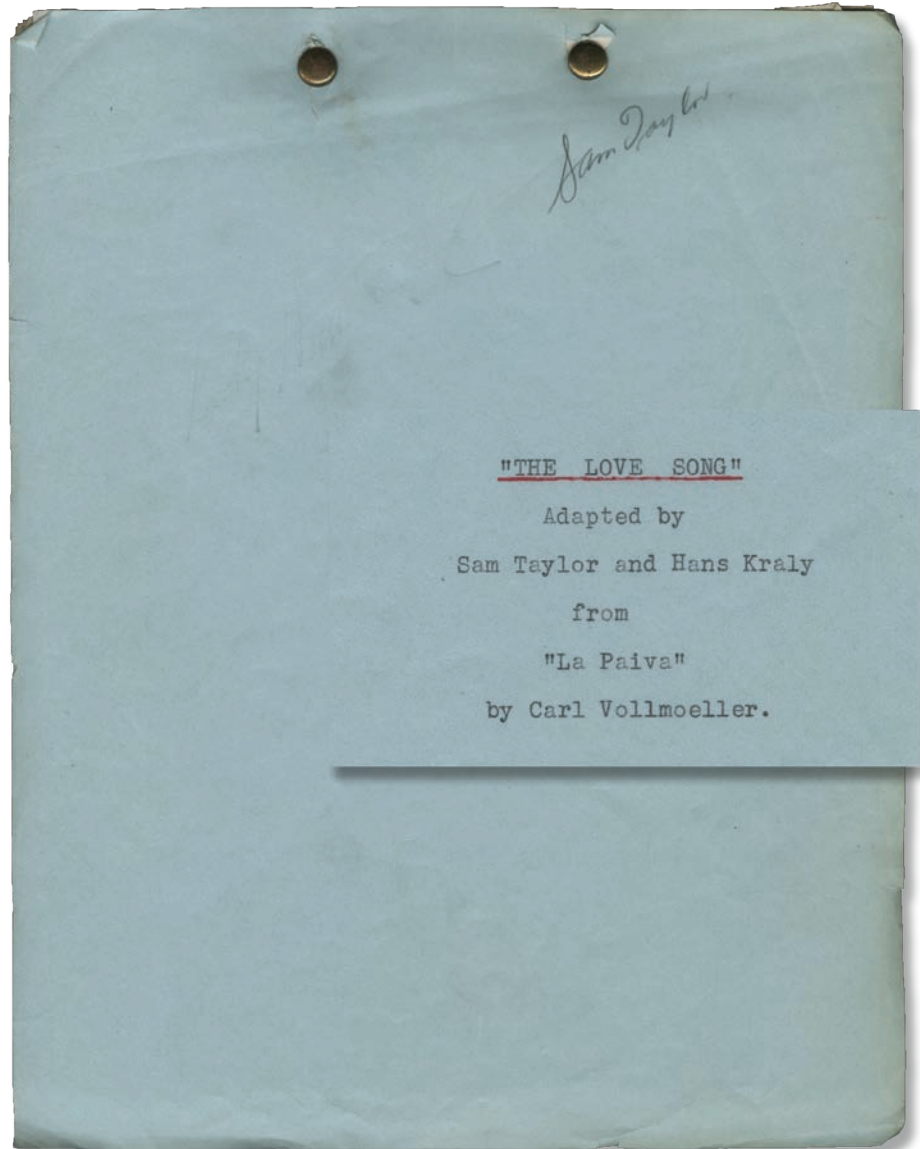 Sam Taylor
"THE LOVE SONG"
Adapted by
Sam Taylor and Hans Kraly
from
"La Paiva"
by Carl Vollmoeller.